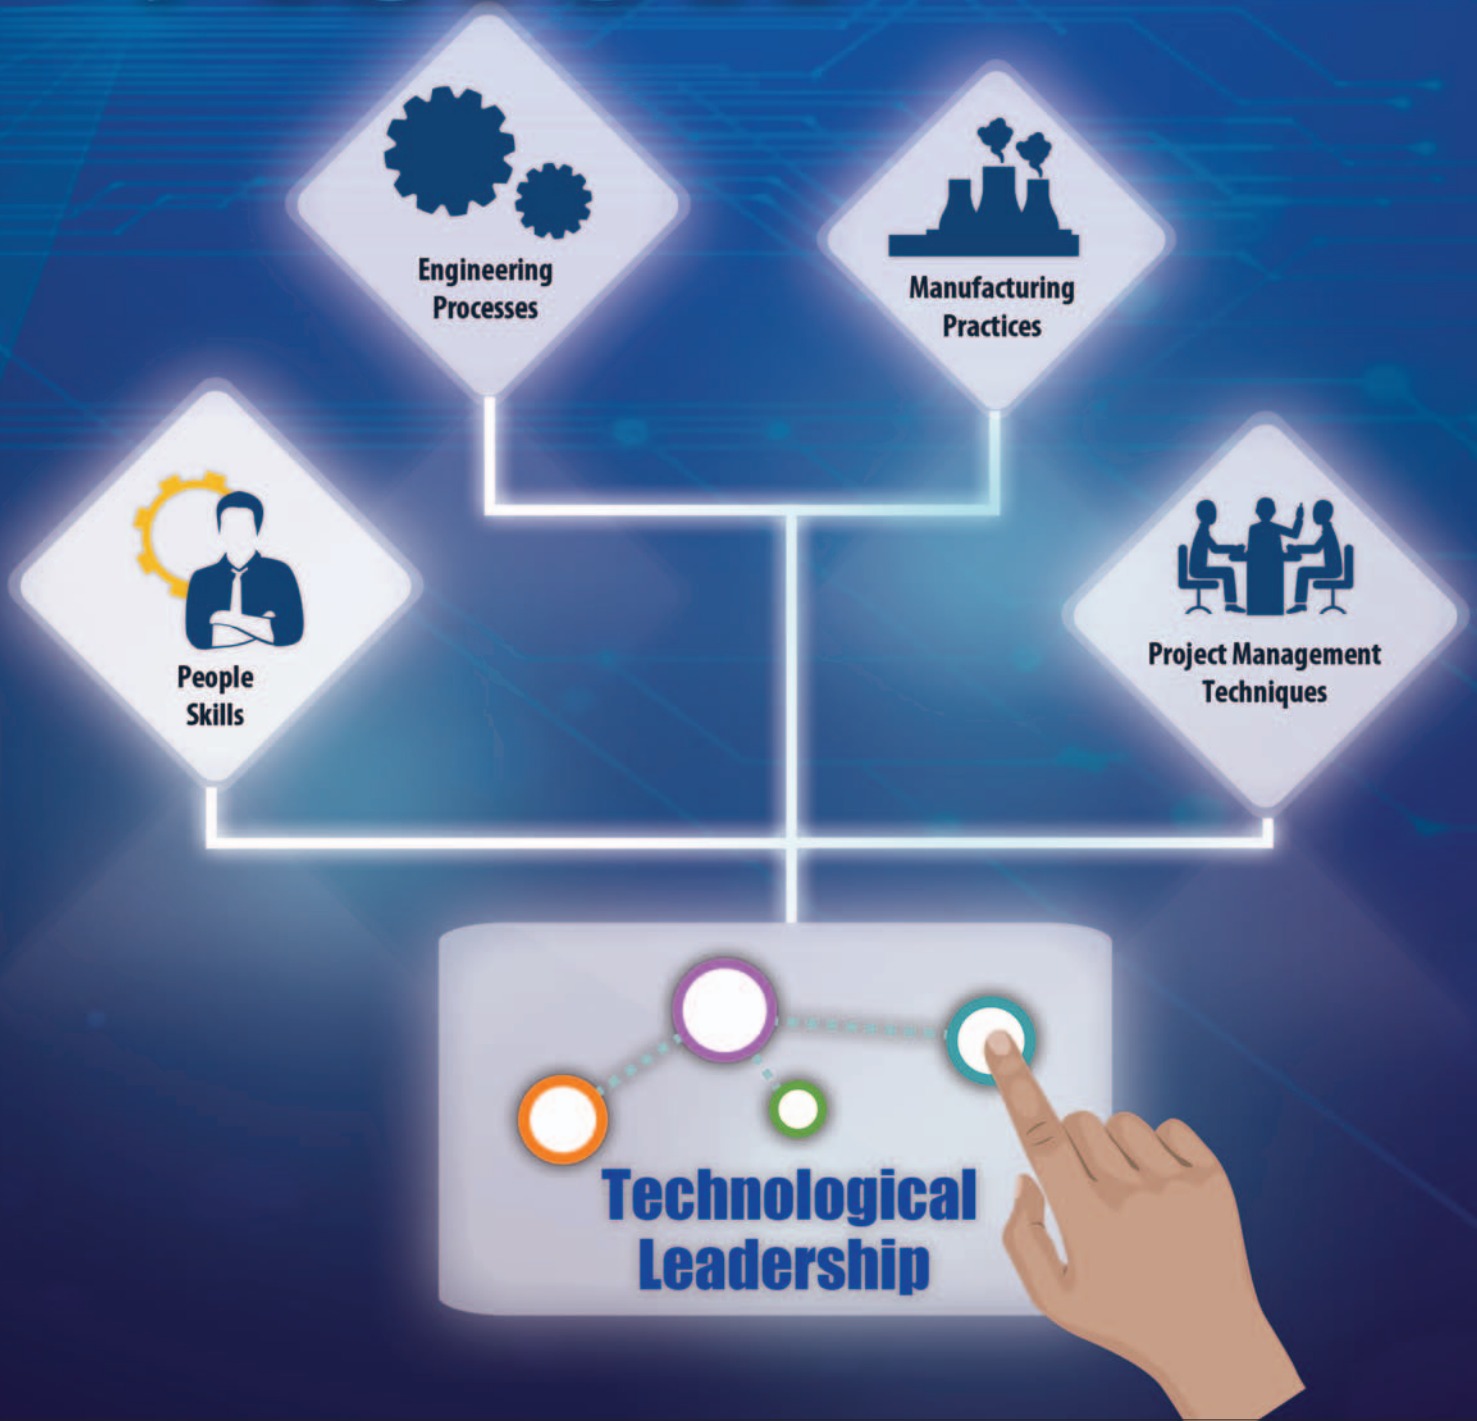 Engineering
Processes
Manufacturing
Practices
People
Skills
Project Management
Techniques
Technological
Leadership